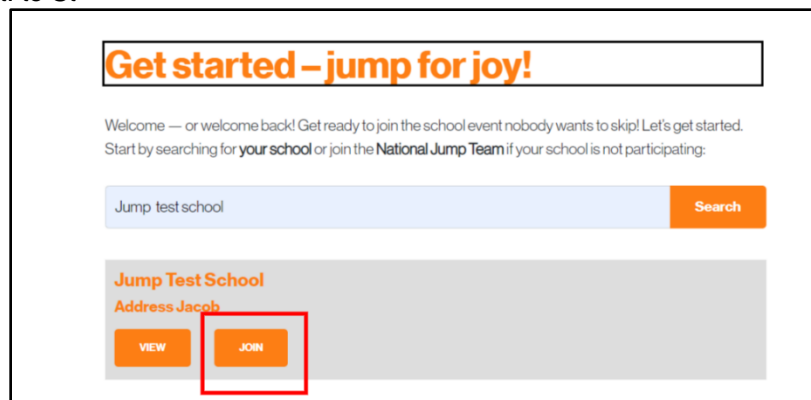 Get started – jump for joy!
Welcome — or welcome back! Get ready to join the school event nobody wants to skip! Let's get started.
Start by searching for your school or join the National Jump Team if your school is not participating:
Jump test school
Search
Jump Test School
Address Jacob
VIEW
JOIN